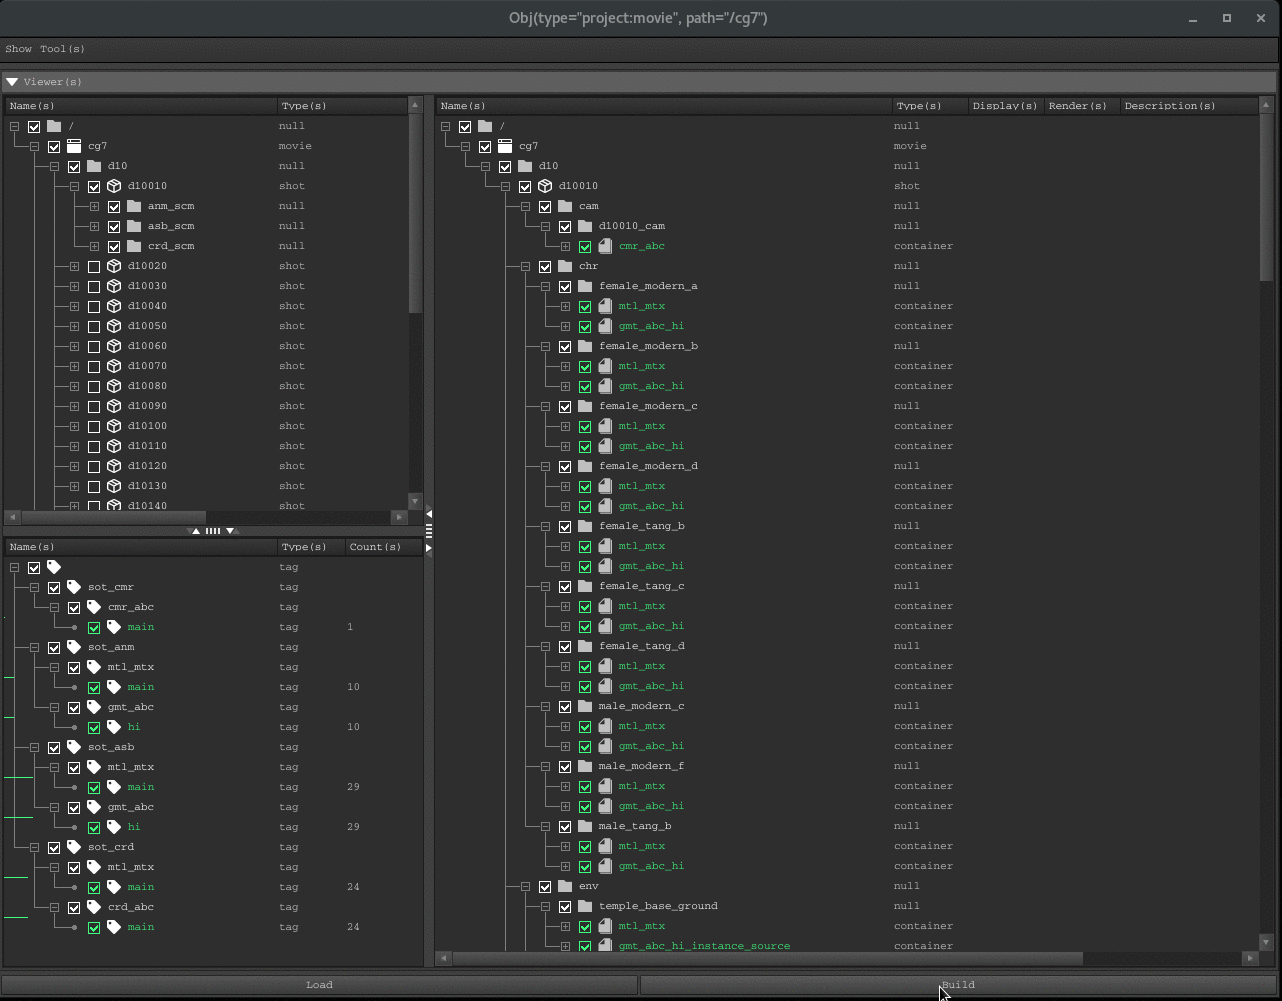 Obj(type="project:movie", path="/cg7")
Show Tool(s)
Viewer(s)
Name(s) Type(s)
/ null
cg7 movie
d10 null
d10010 shot
anm_scm null
asb_scm null
crd_scm null
d10020 shot
d10030 shot
d10040 shot
d10050 shot
d10060 shot
d10070 shot
d10080 shot
d10090 shot
d10100 shot
d10110 shot
d10120 shot
d10130 shot
d10140 shot
Name(s) Type(s) Count(s)
tag
sot_cmr tag
cmr_abc tag
main tag 1
sot_anm tag
mtl_mtx tag
main tag 10
gmt_abc tag
hi tag 10
sot_asb tag
mtl_mtx tag
main tag 29
gmt_abc tag
hi tag 29
sot_crd tag
mtl_mtx tag
main tag 24
crd_abc tag
main tag 24
Name(s) Type(s) Display(s) Render(s) Description(s)
/ null
cg7 movie
d10 null
d10010 shot
cam null
d10010_cam null
cmr_abc container
chr null
female_modern_a null
mtl_mtx container
gmt_abc_hi container
female_modern_b null
mtl_mtx container
gmt_abc_hi container
female_modern_c null
mtl_mtx container
gmt_abc_hi container
female_modern_d null
mtl_mtx container
gmt_abc_hi container
female_tang_b null
mtl_mtx container
gmt_abc_hi container
female_tang_c null
mtl_mtx container
gmt_abc_hi container
female_tang_d null
mtl_mtx container
gmt_abc_hi container
male_modern_c null
mtl_mtx container
gmt_abc_hi container
male_modern_f null
mtl_mtx container
gmt_abc_hi container
male_tang_b null
mtl_mtx container
gmt_abc_hi container
env null
temple_base_ground null
mtl_mtx container
gmt_abc_hi_instance_source container
Load
Build